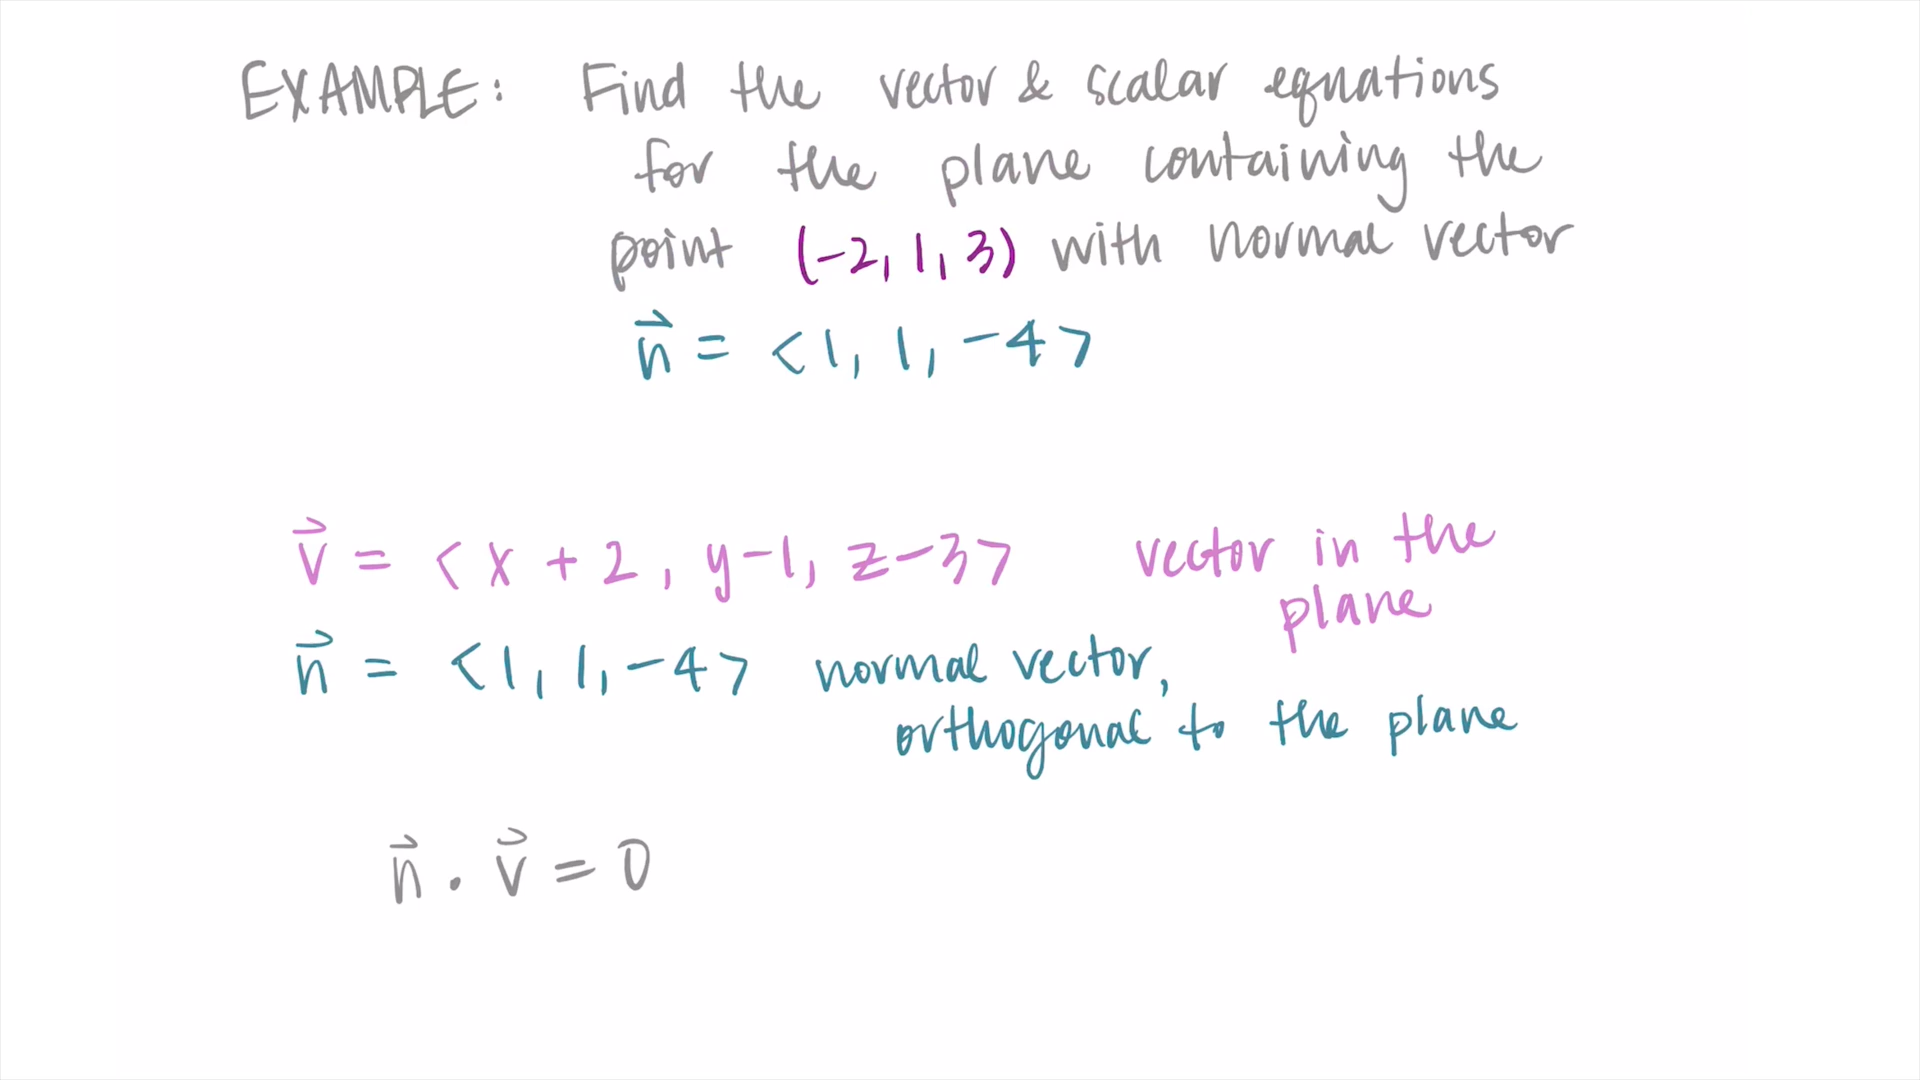 EXAMPLE: Find the vector & scalar equations
for the plane containing the
point (-2, 1, 3) with normal vector
n⃗ = <1, 1, -4>
v⃗ = <x + 2, y-1, z-3> vector in the
plane
n⃗ = <1, 1, -4> normal vector,
orthogonal to the plane
n⃗ · v⃗ = 0